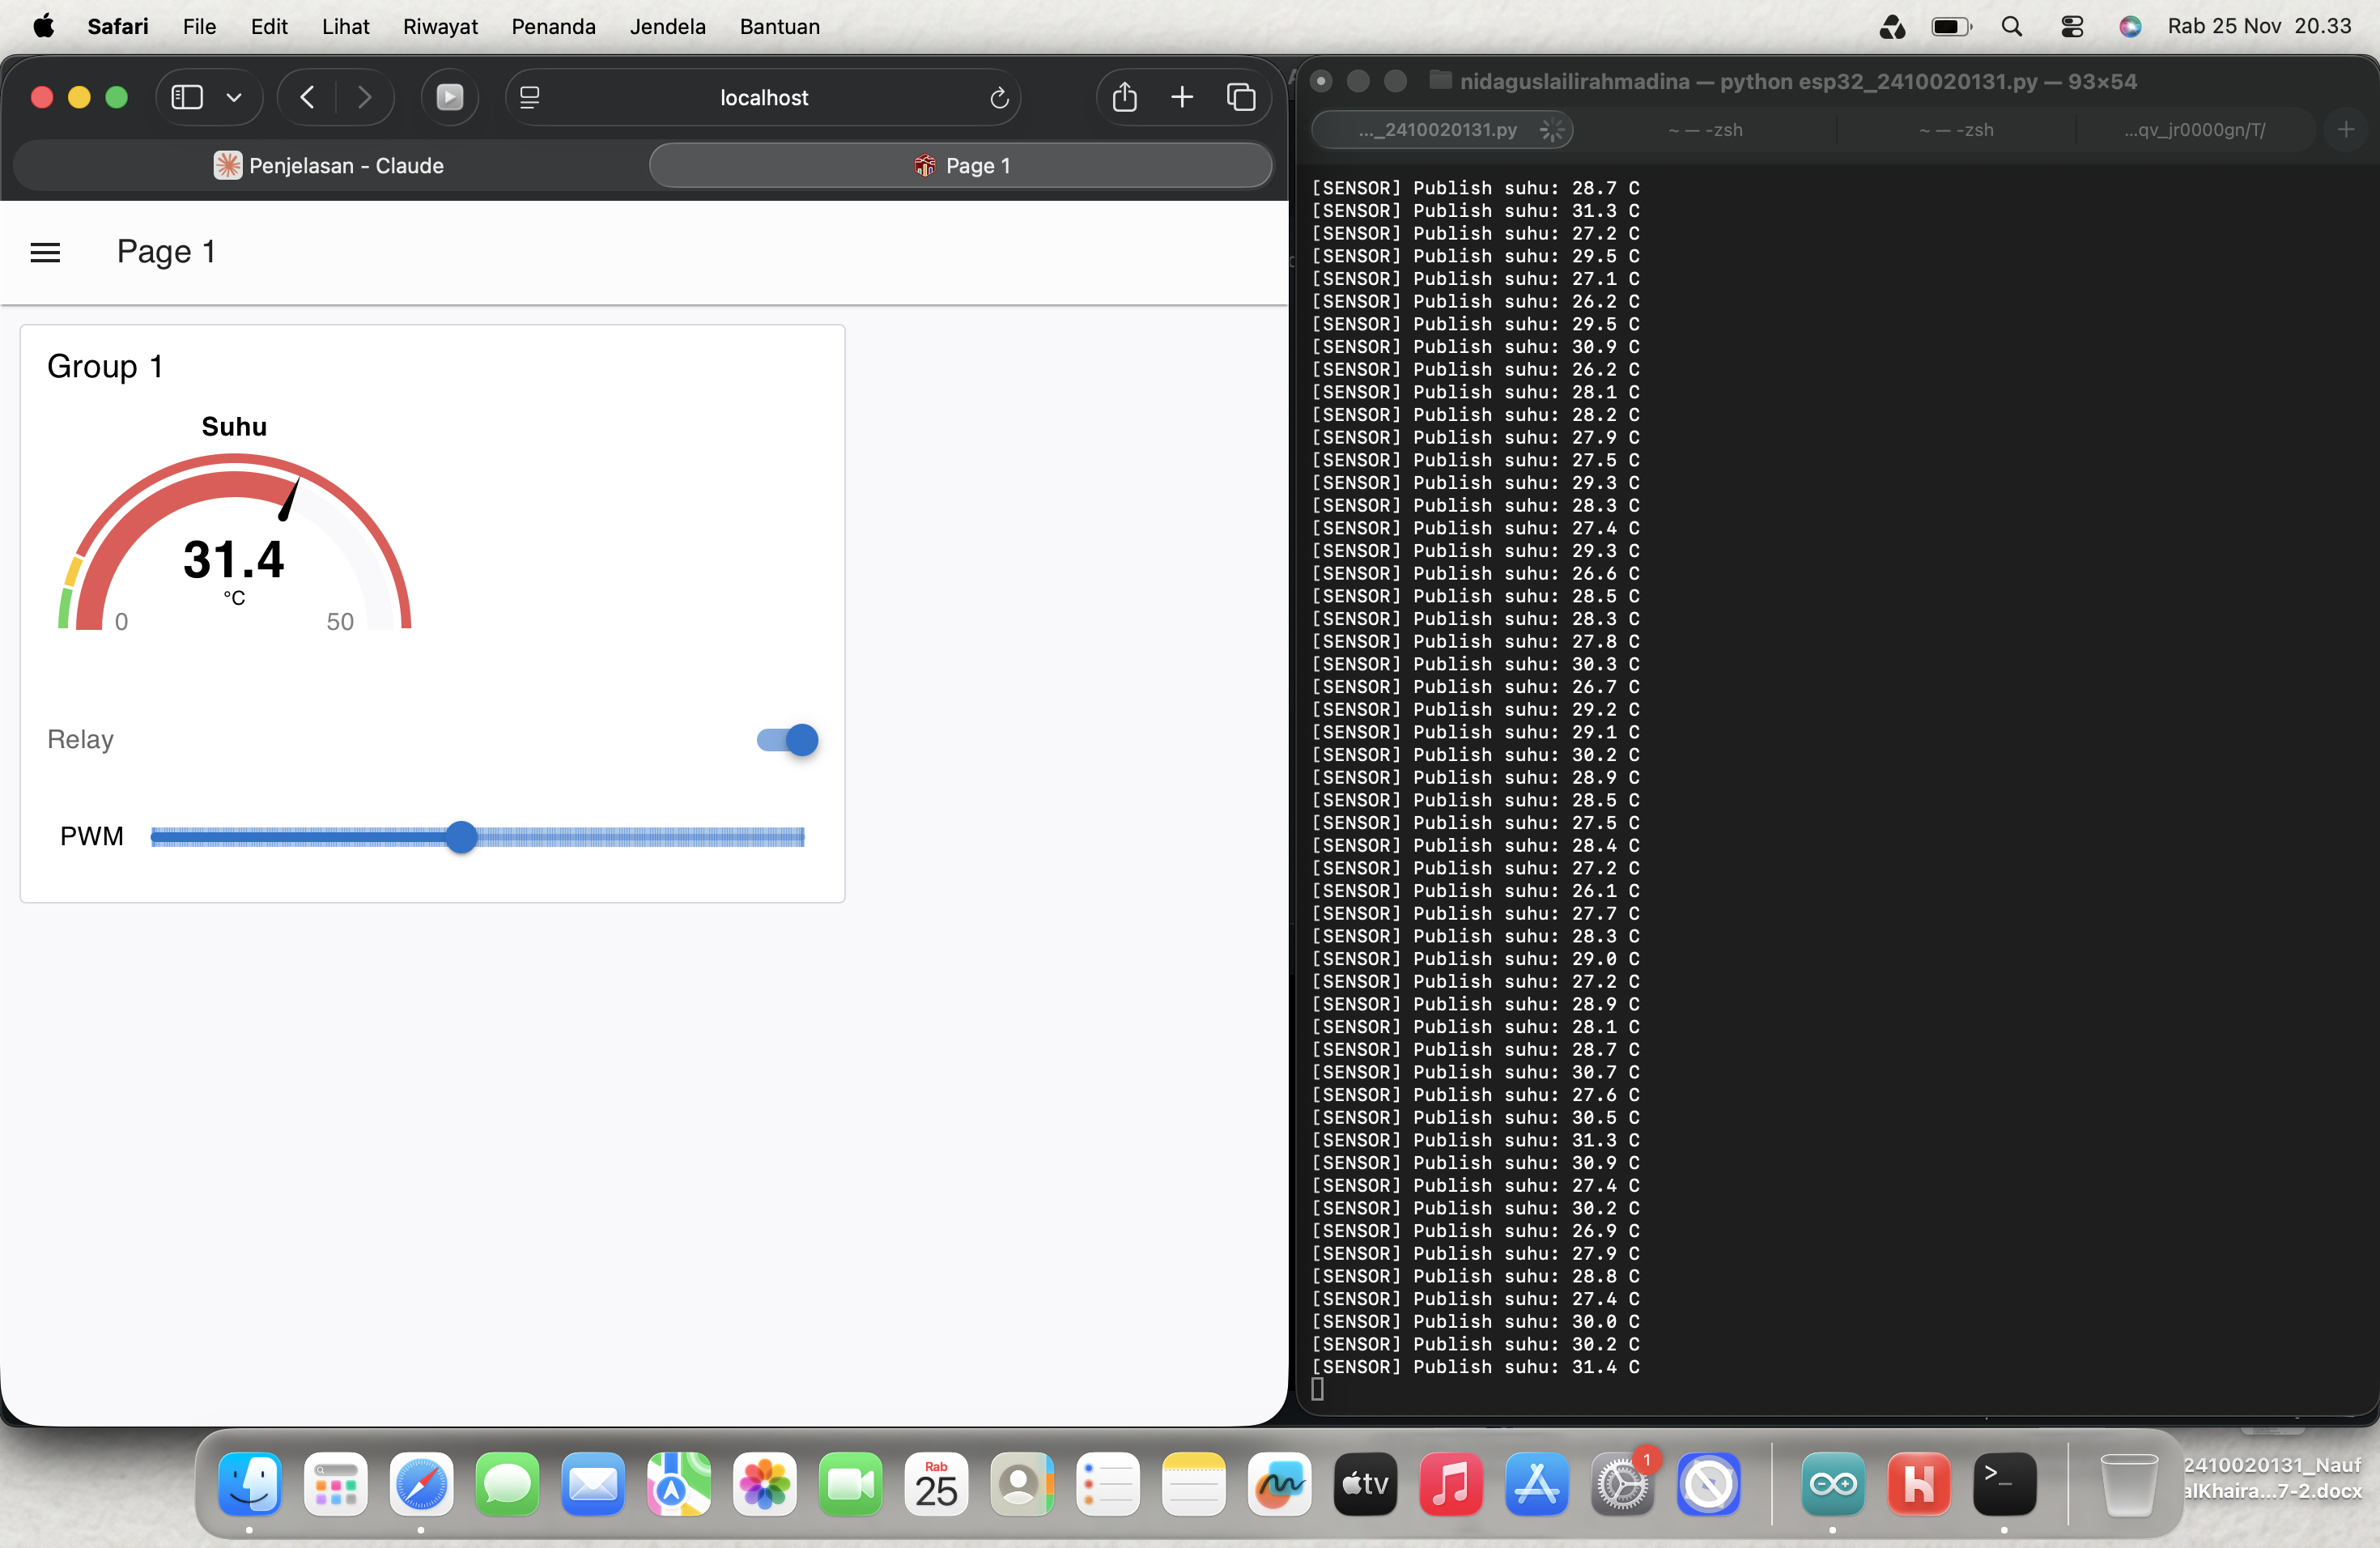 Safari File Edit Lihat Riwayat Penanda Jendela Bantuan
Rab 25 Nov 20.33
localhost
Penjelasan - Claude
Page 1
Page 1
Group 1
Suhu
31.4
°C
0
50
Relay
PWM
nidaguslailirahmadina — python esp32_2410020131.py — 93×54
..._2410020131.py
~ — -zsh
~ — -zsh
...qv_jr0000gn/T/
[SENSOR] Publish suhu: 28.7 C
[SENSOR] Publish suhu: 31.3 C
[SENSOR] Publish suhu: 27.2 C
[SENSOR] Publish suhu: 29.5 C
[SENSOR] Publish suhu: 27.1 C
[SENSOR] Publish suhu: 26.2 C
[SENSOR] Publish suhu: 29.5 C
[SENSOR] Publish suhu: 30.9 C
[SENSOR] Publish suhu: 26.2 C
[SENSOR] Publish suhu: 28.1 C
[SENSOR] Publish suhu: 28.2 C
[SENSOR] Publish suhu: 27.9 C
[SENSOR] Publish suhu: 27.5 C
[SENSOR] Publish suhu: 29.3 C
[SENSOR] Publish suhu: 28.3 C
[SENSOR] Publish suhu: 27.4 C
[SENSOR] Publish suhu: 29.3 C
[SENSOR] Publish suhu: 26.6 C
[SENSOR] Publish suhu: 28.5 C
[SENSOR] Publish suhu: 28.3 C
[SENSOR] Publish suhu: 27.8 C
[SENSOR] Publish suhu: 30.3 C
[SENSOR] Publish suhu: 26.7 C
[SENSOR] Publish suhu: 29.2 C
[SENSOR] Publish suhu: 29.1 C
[SENSOR] Publish suhu: 30.2 C
[SENSOR] Publish suhu: 28.9 C
[SENSOR] Publish suhu: 28.5 C
[SENSOR] Publish suhu: 27.5 C
[SENSOR] Publish suhu: 28.4 C
[SENSOR] Publish suhu: 27.2 C
[SENSOR] Publish suhu: 26.1 C
[SENSOR] Publish suhu: 27.7 C
[SENSOR] Publish suhu: 28.3 C
[SENSOR] Publish suhu: 29.0 C
[SENSOR] Publish suhu: 27.2 C
[SENSOR] Publish suhu: 28.9 C
[SENSOR] Publish suhu: 28.1 C
[SENSOR] Publish suhu: 28.7 C
[SENSOR] Publish suhu: 30.7 C
[SENSOR] Publish suhu: 27.6 C
[SENSOR] Publish suhu: 30.5 C
[SENSOR] Publish suhu: 31.3 C
[SENSOR] Publish suhu: 30.9 C
[SENSOR] Publish suhu: 27.4 C
[SENSOR] Publish suhu: 30.2 C
[SENSOR] Publish suhu: 26.9 C
[SENSOR] Publish suhu: 27.9 C
[SENSOR] Publish suhu: 28.8 C
[SENSOR] Publish suhu: 27.4 C
[SENSOR] Publish suhu: 30.0 C
[SENSOR] Publish suhu: 30.2 C
[SENSOR] Publish suhu: 31.4 C
Rab
25
tv
1
2410020131_Nauf
alKhaira...7-2.docx